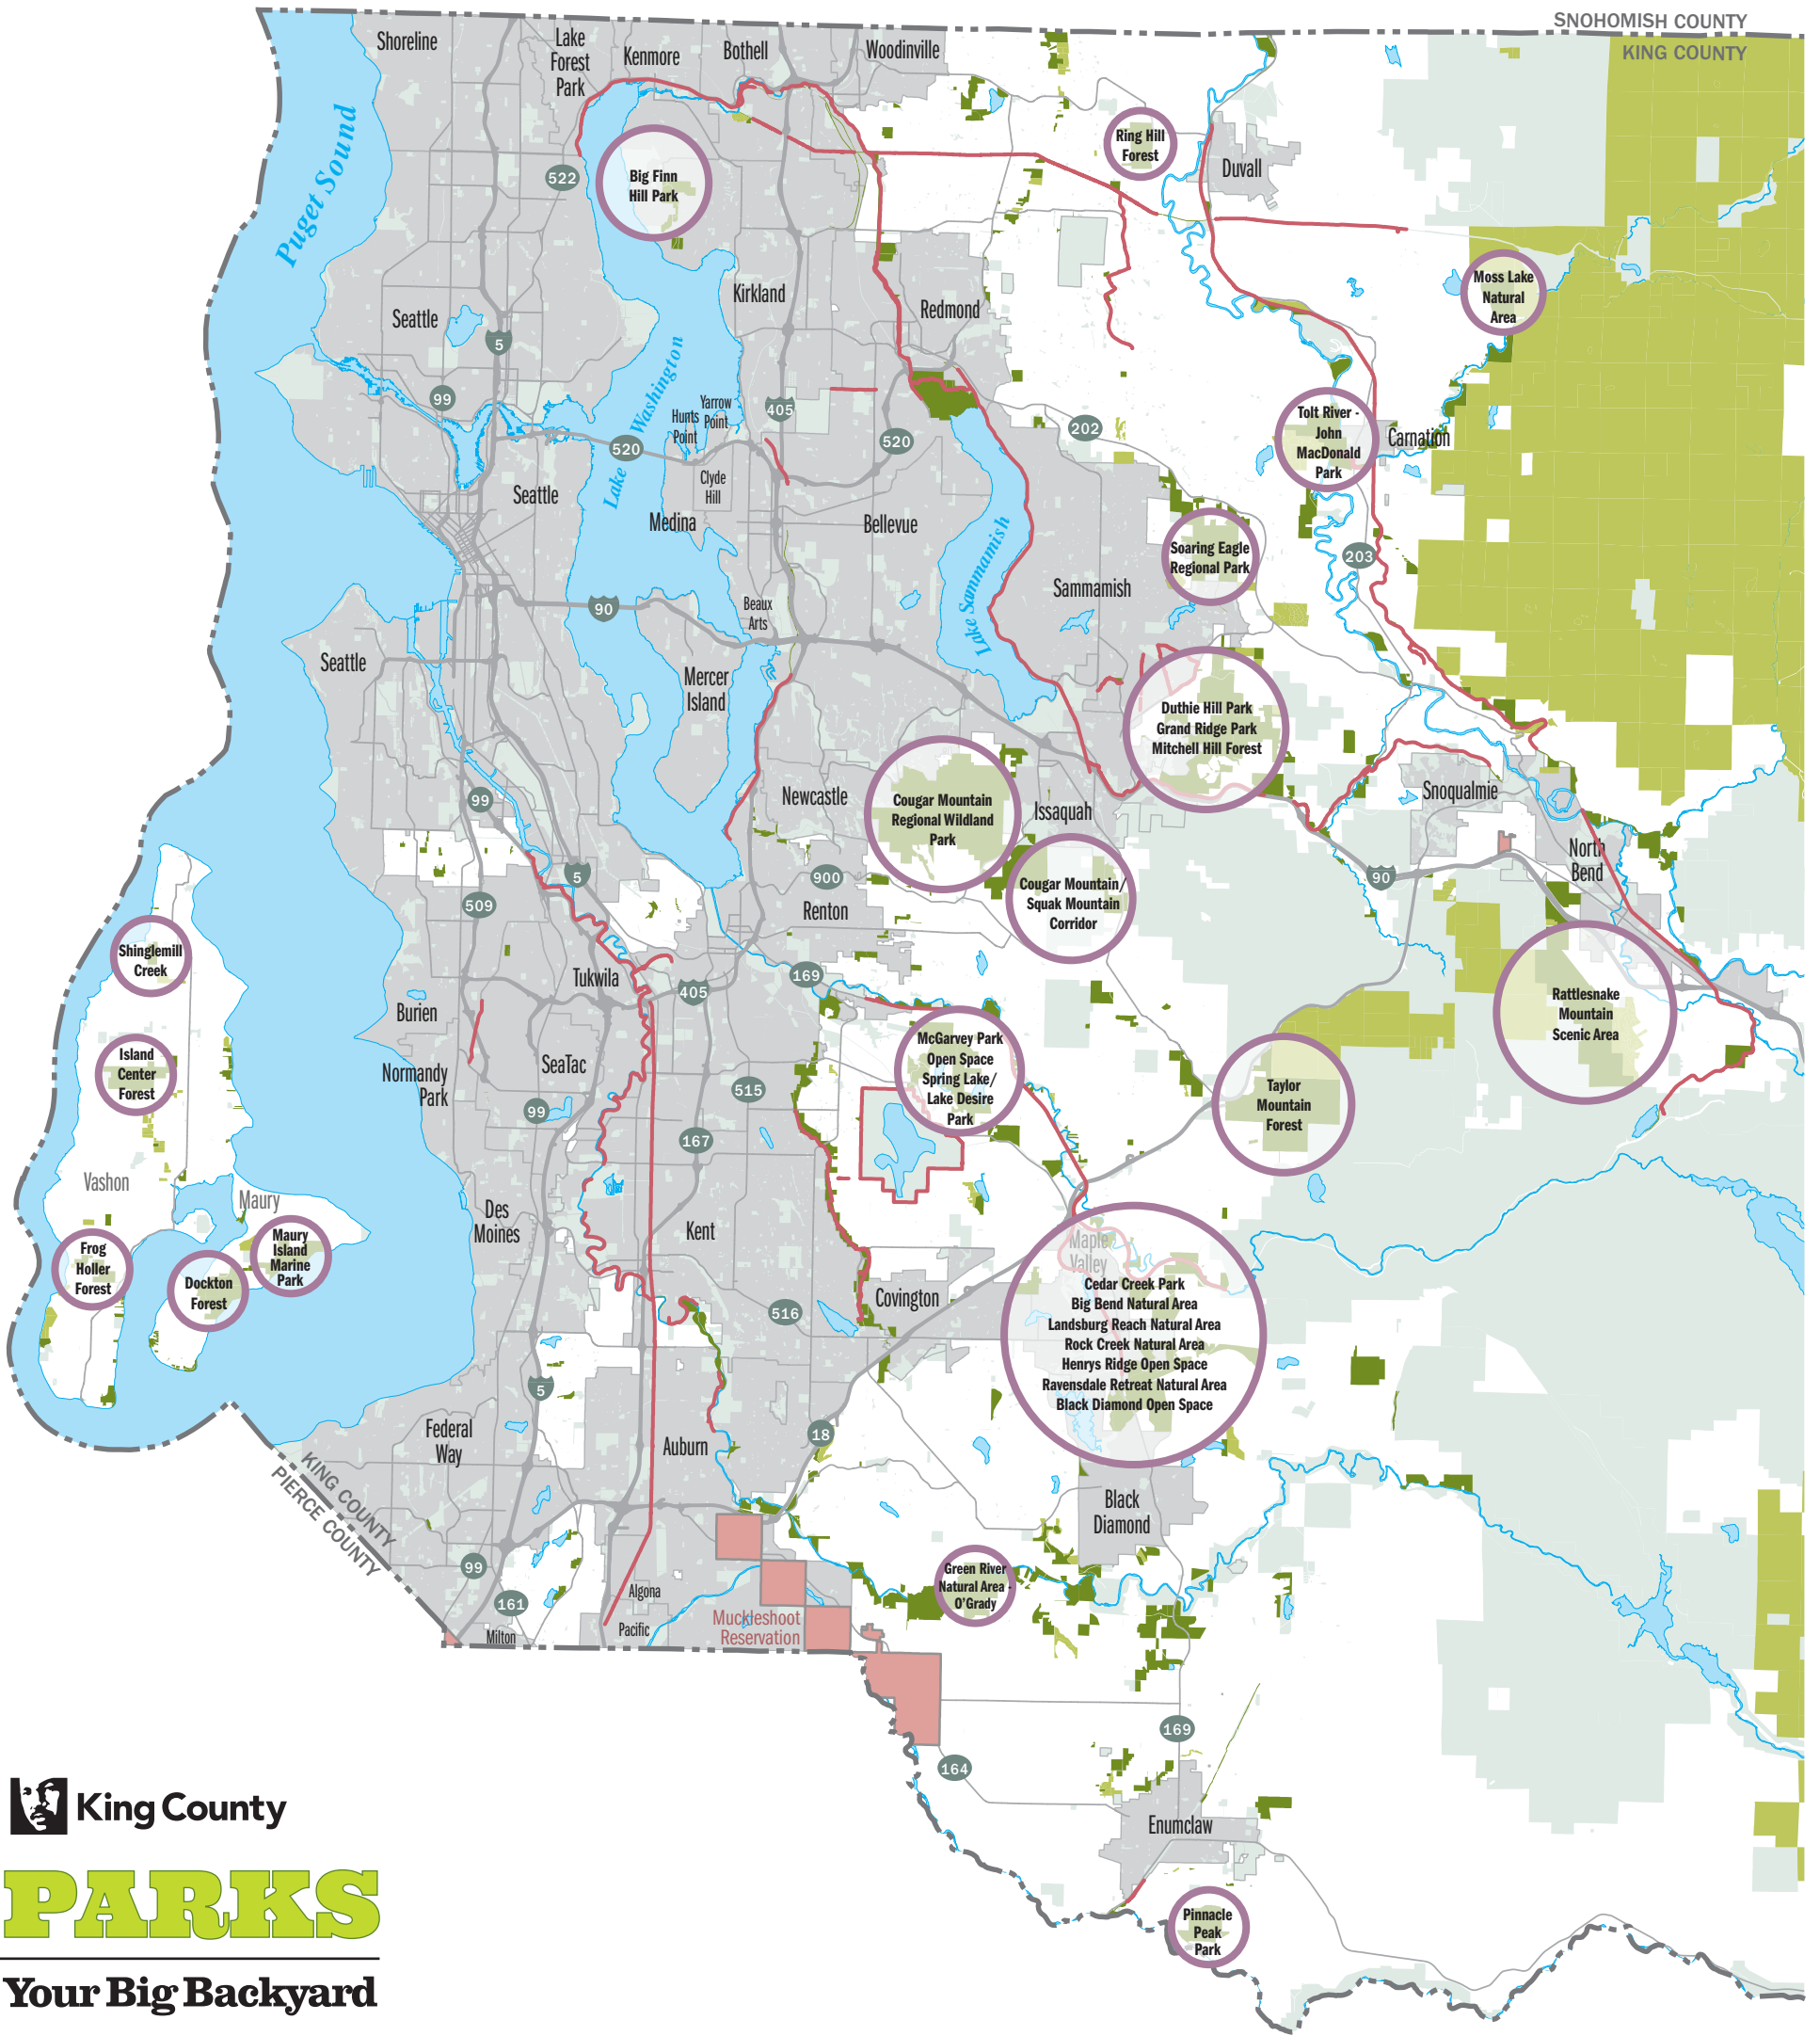 SNOHOMISH COUNTY
KING COUNTY
Shoreline
Lake
Forest
Park
Kenmore
Bothell
Woodinville
Puget Sound
522
Big Finn
Hill Park
Ring Hill
Forest
Duvall
Moss Lake
Natural
Area
Seattle
5
Kirkland
Redmond
99
Lake Washington
Hunts
Point
Yarrow
Point
405
520
520
202
Tolt River -
John
MacDonald
Park
Carnation
Clyde
Hill
Seattle
Medina
Bellevue
Lake Sammamish
Soaring Eagle
Regional Park
203
Sammamish
90
Beaux
Arts
Seattle
Mercer
Island
Duthie Hill Park
Grand Ridge Park
Mitchell Hill Forest
99
Newcastle
Cougar Mountain
Regional Wildland
Park
Issaquah
Snoqualmie
North
Bend
5
900
90
509
Renton
Cougar Mountain/
Squak Mountain
Corridor
Shinglemill
Creek
Tukwila
405
169
Burien
Rattlesnake
Mountain
Scenic Area
Island
Center
Forest
SeaTac
Normandy
Park
McGarvey Park
Open Space
Spring Lake/
Lake Desire
Park
515
99
Taylor
Mountain
Forest
167
Vashon
Maury
Des
Moines
Kent
Frog
Holler
Forest
Dockton
Forest
Maury
Island
Marine
Park
516
Covington
Maple
Valley
Cedar Creek Park
Big Bend Natural Area
Landsburg Reach Natural Area
Rock Creek Natural Area
Henrys Ridge Open Space
Ravensdale Retreat Natural Area
Black Diamond Open Space
5
Federal
Way
Auburn
18
KING COUNTY
PIERCE COUNTY
Black
Diamond
99
161
Algona
Milton
Pacific
Muckleshoot
Reservation
Green River
Natural Area -
O'Grady
169
164
Enumclaw
Pinnacle
Peak
Park
King County
PARKS
Your Big Backyard